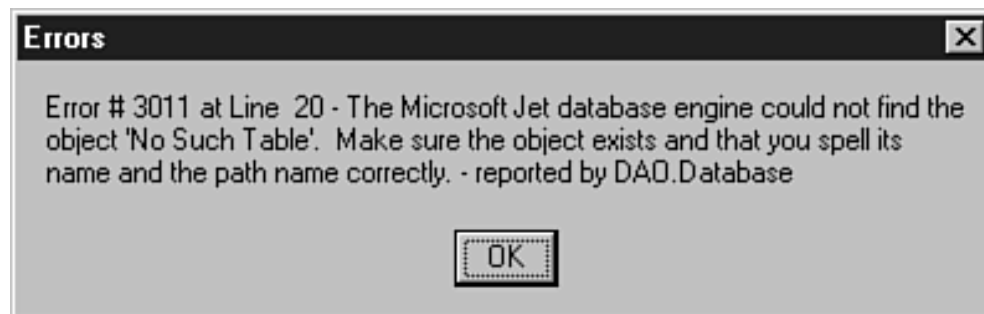 Errors
Error # 3011 at Line  20 - The Microsoft Jet database engine could not find the
object 'No Such Table'.  Make sure the object exists and that you spell its
name and the path name correctly. - reported by DAO.Database
OK